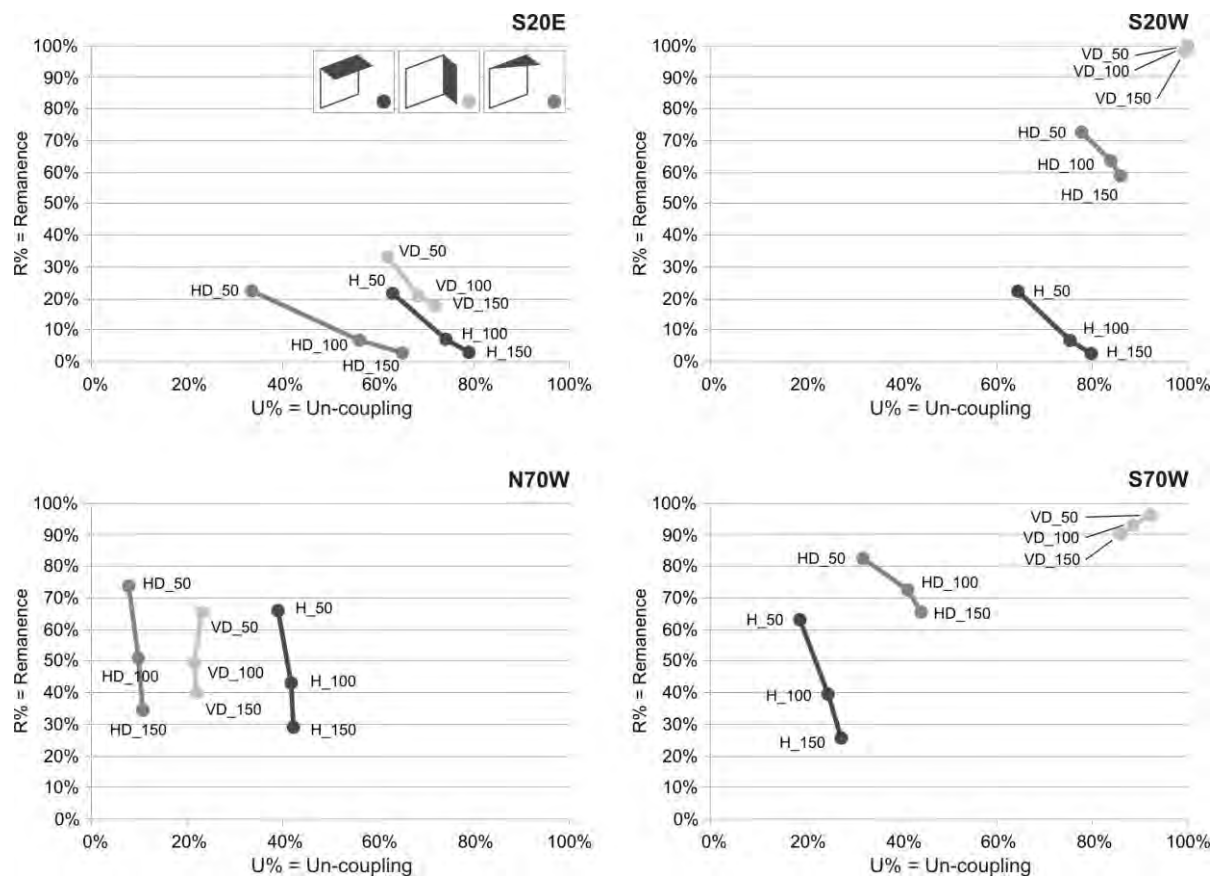 S20E
100%
90%
80%
70%
60%
50%
40%
30%
20%
10%
0%
R% = Remanence
VD_50
H_50
VD_100
HD_50
VD_150
H_100
HD_100
H_150
HD_150
0%
20%
40%
60%
80%
100%
U% = Un-coupling
S20W
100%
90%
80%
70%
60%
50%
40%
30%
20%
10%
0%
R% = Remanence
VD_50
VD_100
VD_150
HD_50
HD_100
HD_150
H_50
H_100
H_150
0%
20%
40%
60%
80%
100%
U% = Un-coupling
N70W
100%
90%
80%
70%
60%
50%
40%
30%
20%
10%
0%
R% = Remanence
HD_50
H_50
VD_50
HD_100
VD_100
H_100
VD_150
HD_150
H_150
0%
20%
40%
60%
80%
100%
U% = Un-coupling
S70W
100%
90%
80%
70%
60%
50%
40%
30%
20%
10%
0%
R% = Remanence
VD_50
VD_100
VD_150
HD_50
HD_100
HD_150
H_50
H_100
H_150
0%
20%
40%
60%
80%
100%
U% = Un-coupling